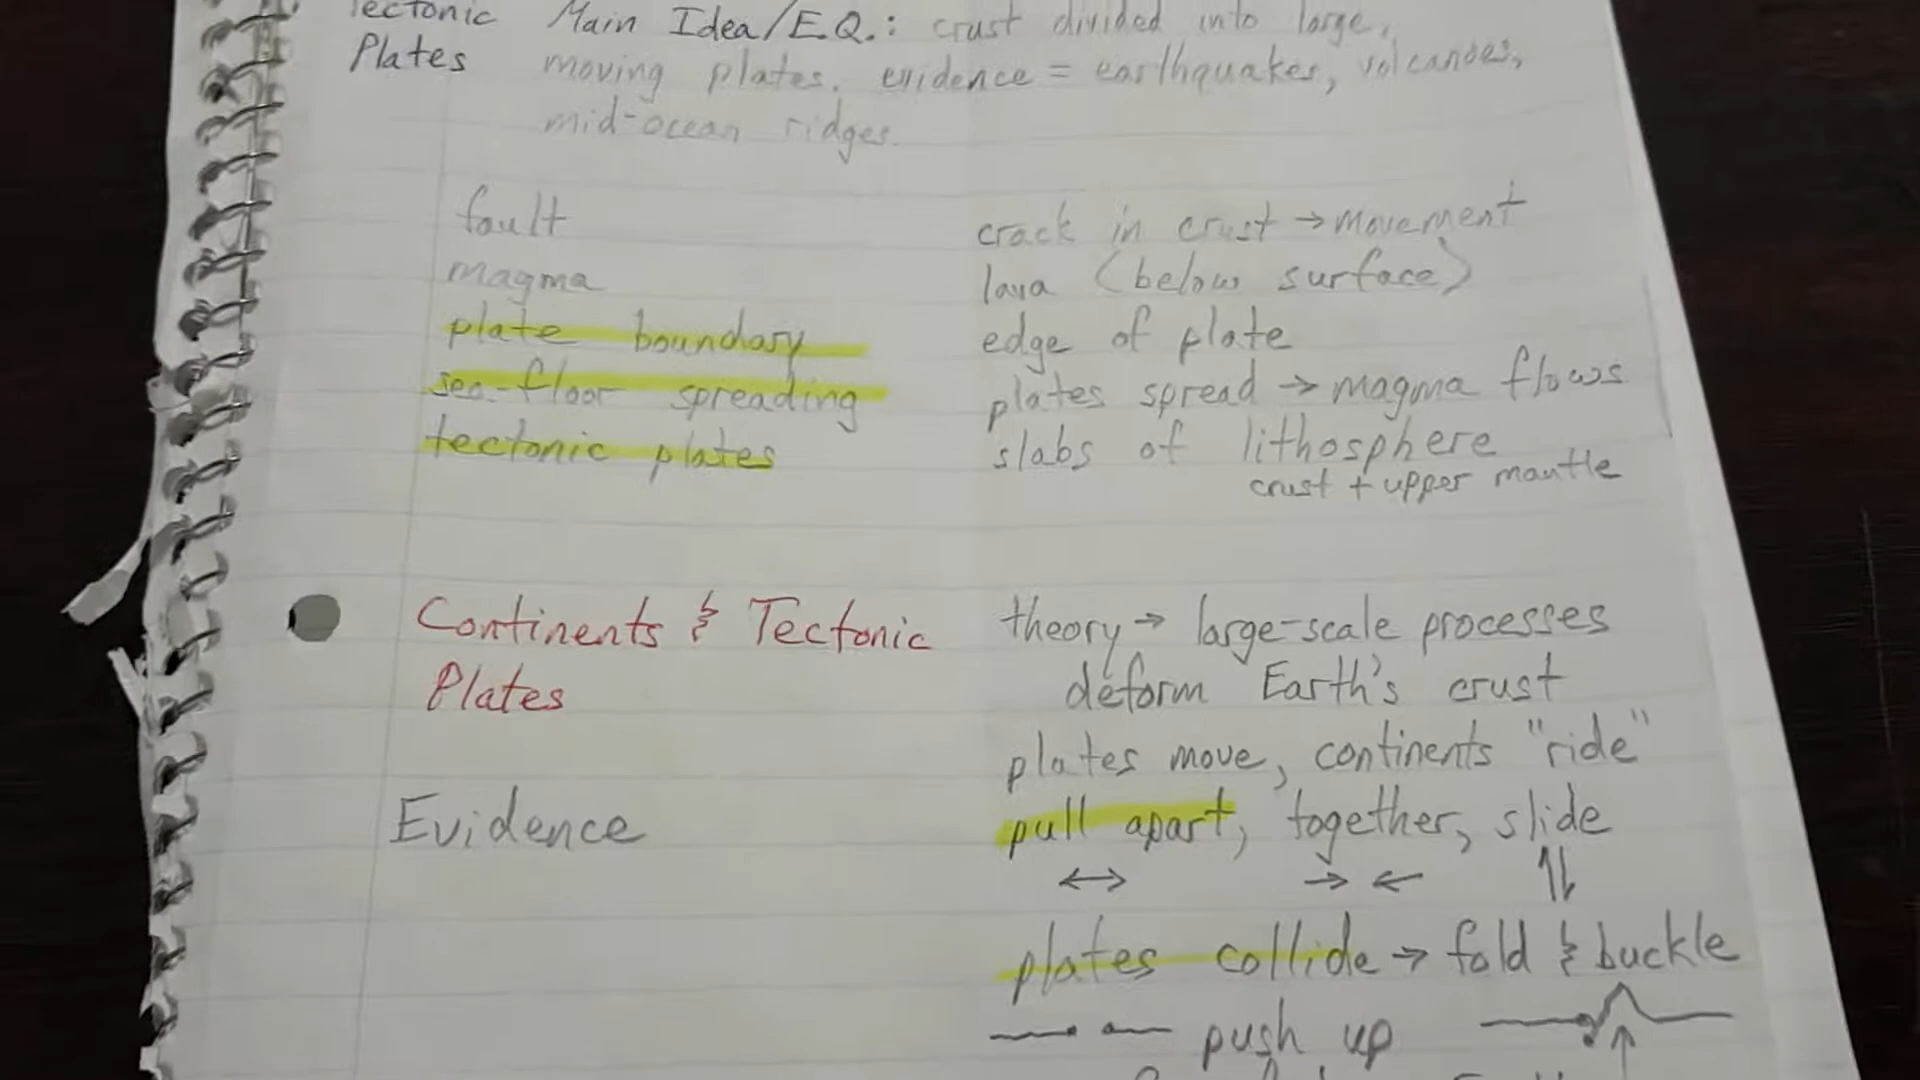 Tectonic Main Idea/E.Q.: crust divided into large,
Plates moving plates. evidence = earthquakes, volcanoes,
mid-ocean ridges.
fault crack in crust → movement
magma lava (below surface)
plate boundary edge of plate
sea-floor spreading plates spread → magma flows
tectonic plates slabs of lithosphere
crust + upper mantle
Continents & Tectonic theory → large-scale processes
Plates deform Earth's crust
plates move, continents "ride"
Evidence pull apart, together, slide
↔ → ← ⥮
plates collide → fold & buckle
push up